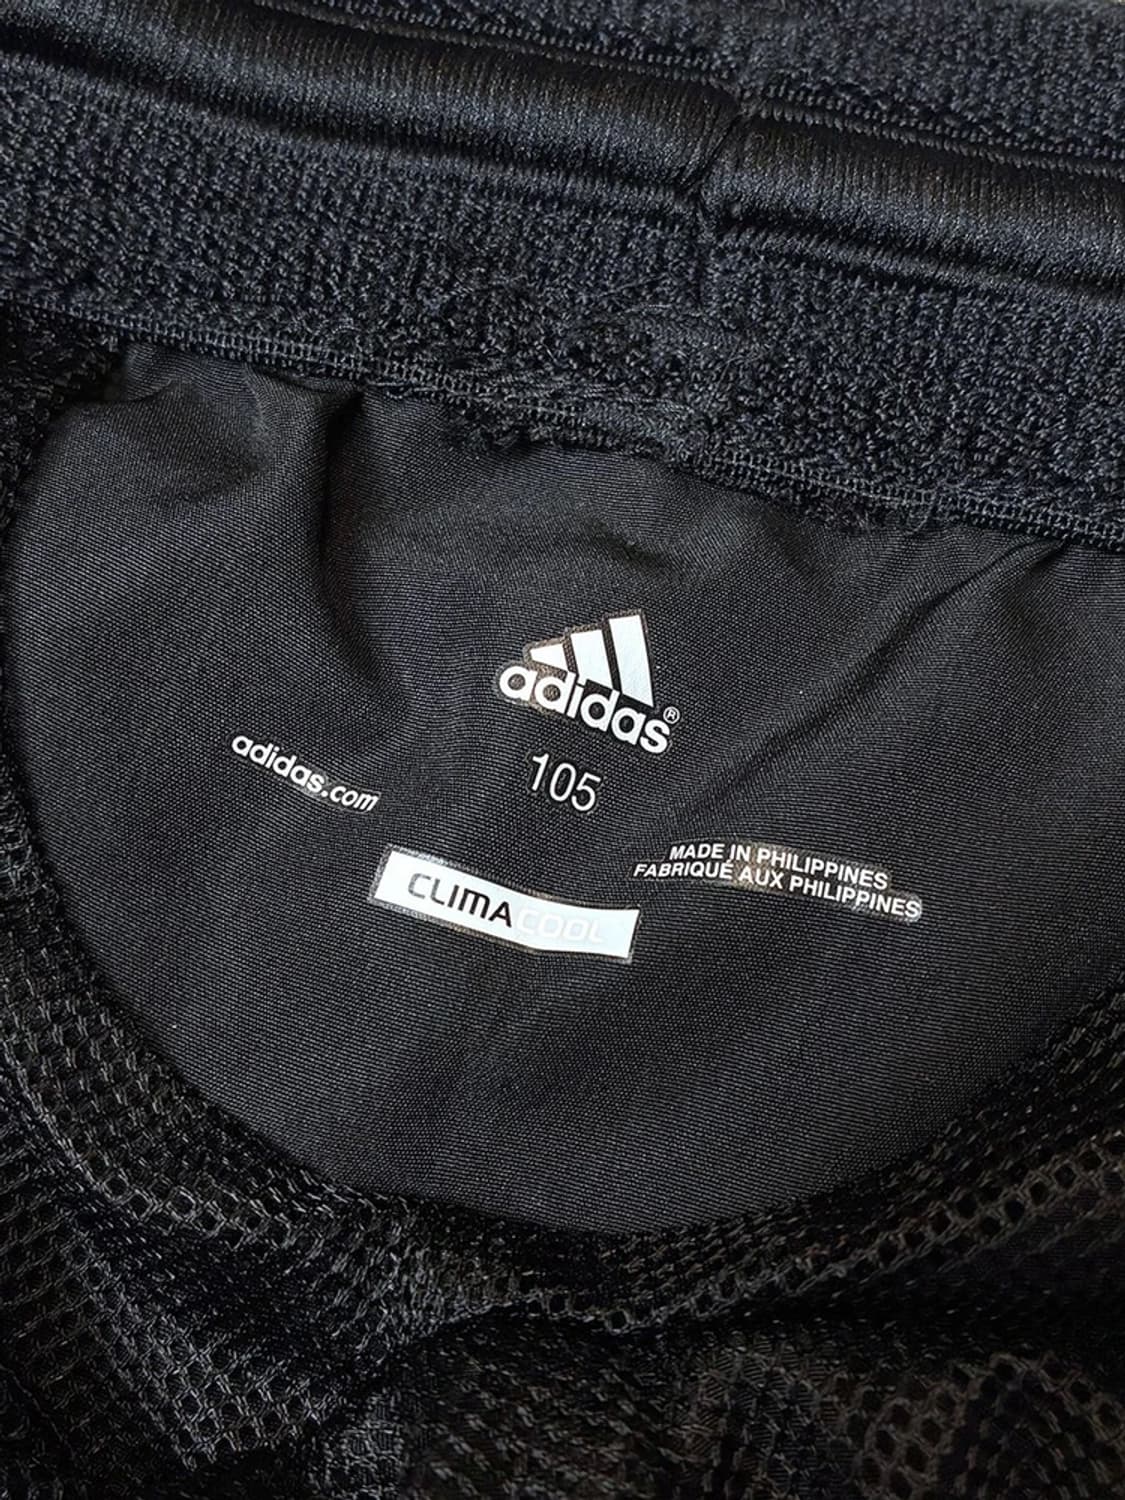 adidas®
105
adidas.com
MADE IN PHILIPPINES
FABRIQUÉ AUX PHILIPPINES
CLIMACOOL